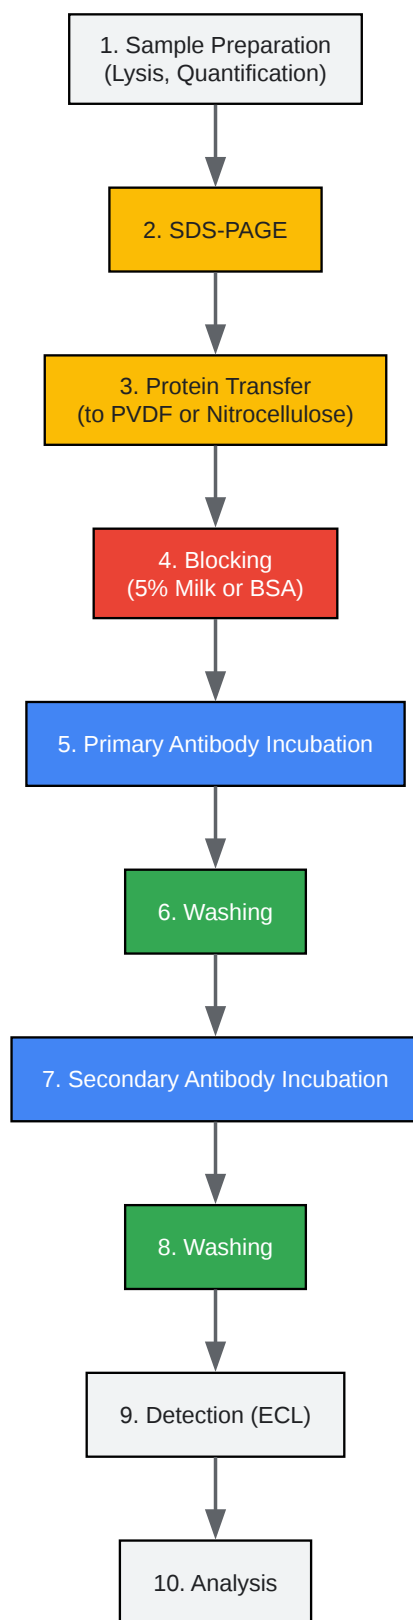 1. Sample Preparation
(Lysis, Quantification)
2. SDS-PAGE
3. Protein Transfer
(to PVDF or Nitrocellulose)
4. Blocking
(5% Milk or BSA)
5. Primary Antibody Incubation
6. Washing
7. Secondary Antibody Incubation
8. Washing
9. Detection (ECL)
10. Analysis